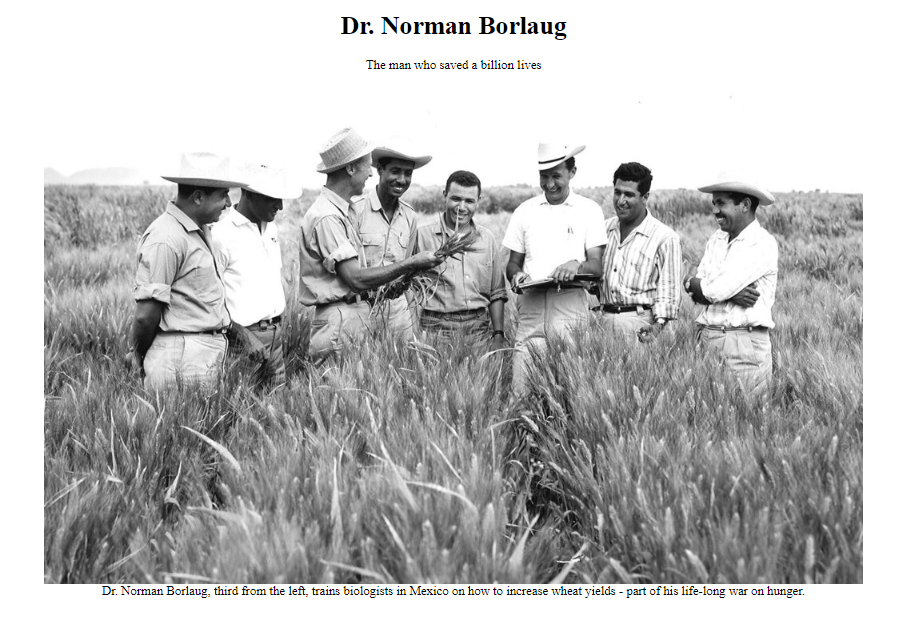 Dr. Norman Borlaug
The man who saved a billion lives
Dr. Norman Borlaug, third from the left, trains biologists in Mexico on how to increase wheat yields - part of his life-long war on hunger.